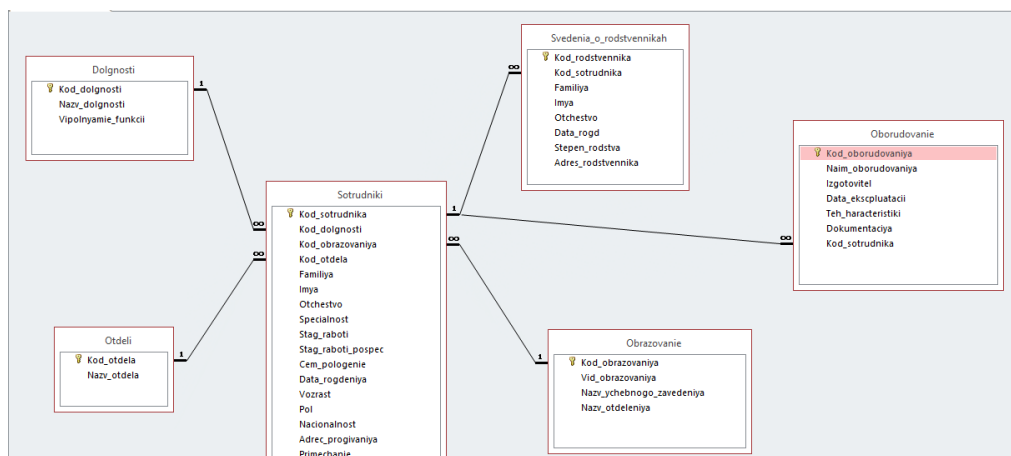 Dolgnosti
Kod_dolgnosti
Nazv_dolgnosti
Vipolnyamie_funkcii
1
∞
Otdeli
Kod_otdela
Nazv_otdela
1
∞
Sotrudniki
Kod_sotrudnika
Kod_dolgnosti
Kod_obrazovaniya
Kod_otdela
Familiya
Imya
Otchestvo
Specialnost
Stag_raboti
Stag_raboti_pospec
Cem_pologenie
Data_rogdeniya
Vozrast
Pol
Nacionalnost
Adrec_progivaniya
Primechanie
1
∞
Svedenia_o_rodstvennikah
Kod_rodstvennika
Kod_sotrudnika
Familiya
Imya
Otchestvo
Data_rogd
Stepen_rodstva
Adres_rodstvennika
∞
Obrazovanie
Kod_obrazovaniya
Vid_obrazovaniya
Nazv_ychebnogo_zavedeniya
Nazv_otdeleniya
1
Oborudovanie
Kod_oborudovaniya
Naim_oborudovaniya
Izgotovitel
Data_ekscpluatacii
Teh_haracteristiki
Dokumentaciya
Kod_sotrudnika
∞